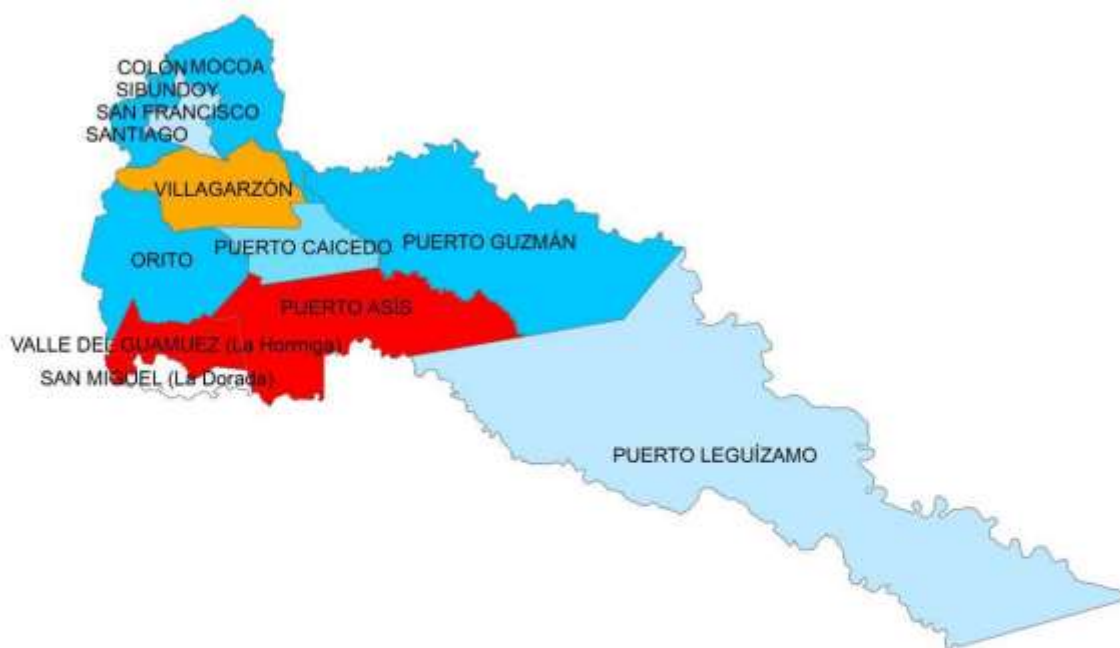 COLÓN MOCOA
SIBUNDOY
SAN FRANCISCO
SANTIAGO
VILLAGARZÓN
PUERTO CAICEDO
PUERTO GUZMÁN
ORITO
PUERTO ASÍS
VALLE DEL GUAMUEZ (La Hormiga)
SAN MIGUEL (La Dorada)
PUERTO LEGUÍZAMO